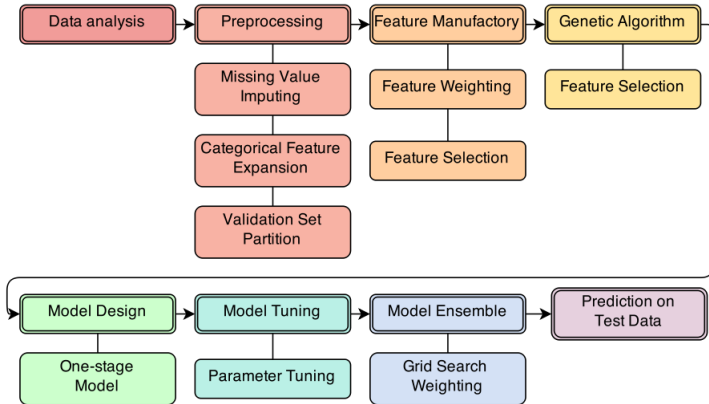 Data analysis
Preprocessing
Feature Manufactory
Genetic Algorithm
Missing Value
Imputing
Feature Weighting
Feature Selection
Categorical Feature
Expansion
Feature Selection
Validation Set
Partition
Model Design
Model Tuning
Model Ensemble
Prediction on
Test Data
One-stage
Model
Parameter Tuning
Grid Search
Weighting